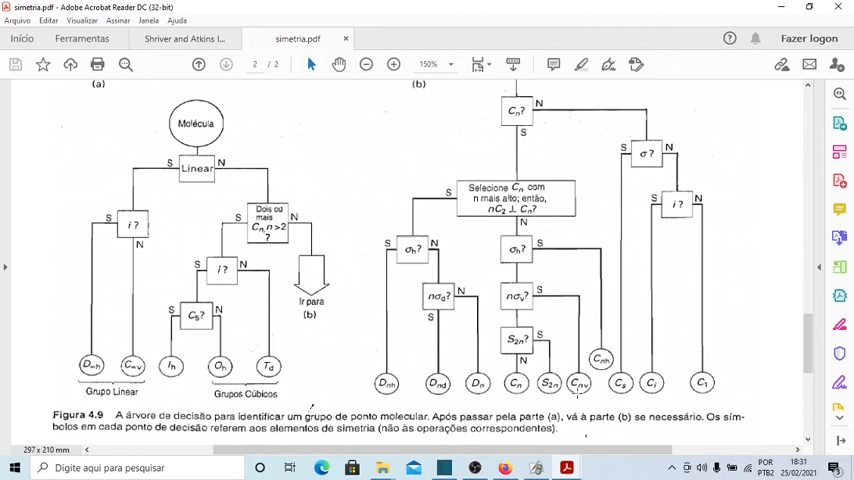 simetria.pdf - Adobe Acrobat Reader DC (32-bit)
Arquivo Editar Visualizar Assinar Janela Ajuda
Início Ferramentas Shriver and Atkins I... simetria.pdf × Fazer logon
2 / 2 150%
(a) (b)
Molécula
S Linear N
S i? N
Dois ou
mais
Cn, n>2
?
S N
S i? N
S C5? N
Ir para
(b)
D∞h C∞v Ih Oh Td
Grupo Linear Grupos Cúbicos
Cn? N
S
S σ? N
S i? N
Selecione Cn com
n mais alto; então,
nC2 ⊥ Cn?
S N
S σh? N
σh? S
N
nσd? N
S
nσv? S
N
S2n? S
N
Dnh Dnd Dn Cn S2n Cnv Cnh Cs Ci C1
Figura 4.9 A árvore de decisão para identificar um grupo de ponto molecular. Após passar pela parte (a), vá à parte (b) se necessário. Os sím-
bolos em cada ponto de decisão referem aos elementos de simetria (não às operações correspondentes).
297 x 210 mm
Digite aqui para pesquisar
POR
PTB2
18:31
25/02/2021
3